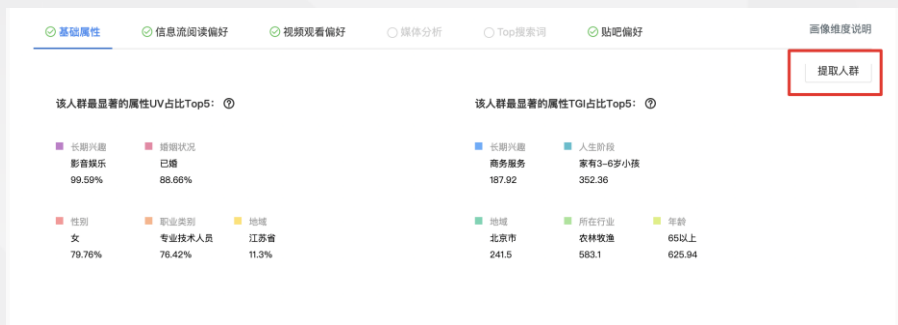 基础属性 信息流阅读偏好 视频观看偏好 媒体分析 Top搜索词 贴吧偏好 画像维度说明
提取人群
该人群最显著的属性UV占比Top5： ?
长期兴趣 婚姻状况
影音娱乐 已婚
99.59% 88.66%
性别 职业类别 地域
女 专业技术人员 江苏省
79.76% 76.42% 11.3%
该人群最显著的属性TGI占比Top5： ?
长期兴趣 人生阶段
商务服务 家有3-6岁小孩
187.92 352.36
地域 所在行业 年龄
北京市 农林牧渔 65以上
241.5 583.1 625.94